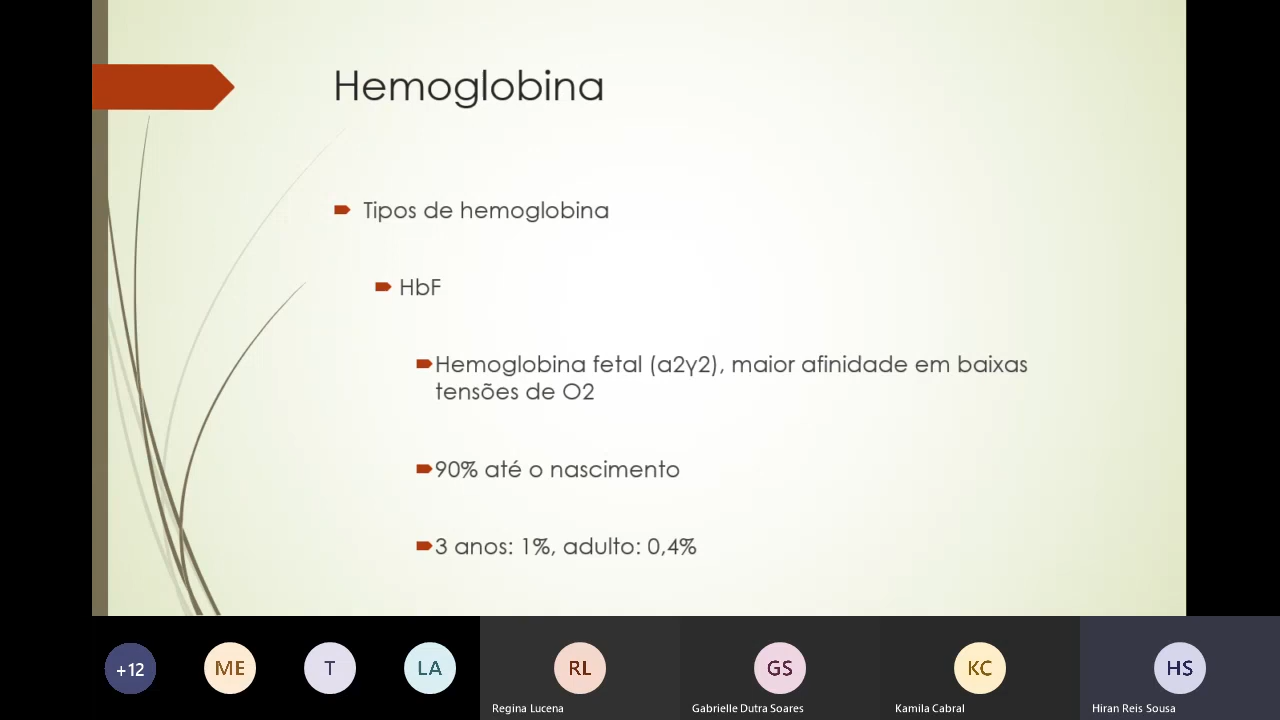 Hemoglobina
Tipos de hemoglobina
HbF
Hemoglobina fetal (α2γ2), maior afinidade em baixas
tensões de O2
90% até o nascimento
3 anos: 1%, adulto: 0,4%
+12
ME
T
LA
RL
GS
KC
HS
Regina Lucena
Gabrielle Dutra Soares
Kamila Cabral
Hiran Reis Sousa